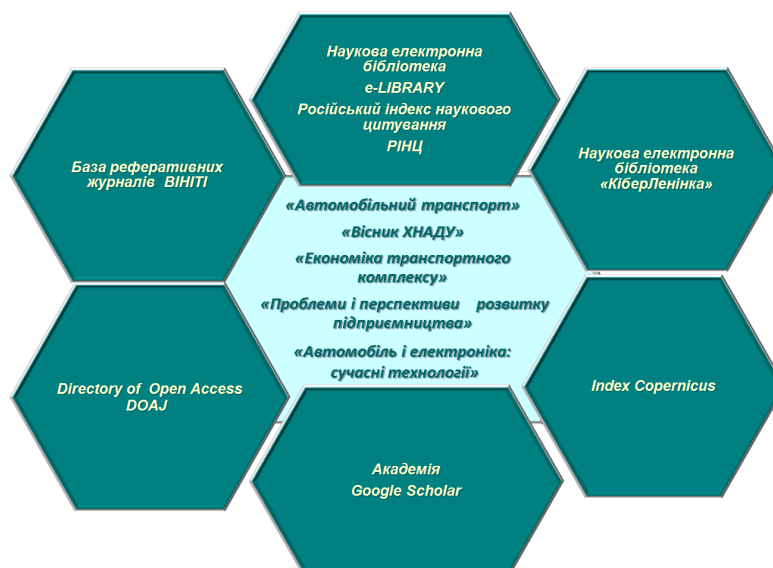 Наукова електронна
бібліотека
e-LIBRARY
Російський індекс наукового
цитування
РІНЦ
База реферативних
журналів ВІНІТІ
Наукова електронна
бібліотека
«КіберЛенінка»
«Автомобільний транспорт»
«Вісник ХНАДУ»
«Економіка транспортного
комплексу»
«Проблеми і перспективи розвитку
підприємництва»
«Автомобіль і електроніка:
сучасні технології»
Directory of Open Access
DOAJ
Index Copernicus
Академія
Google Scholar